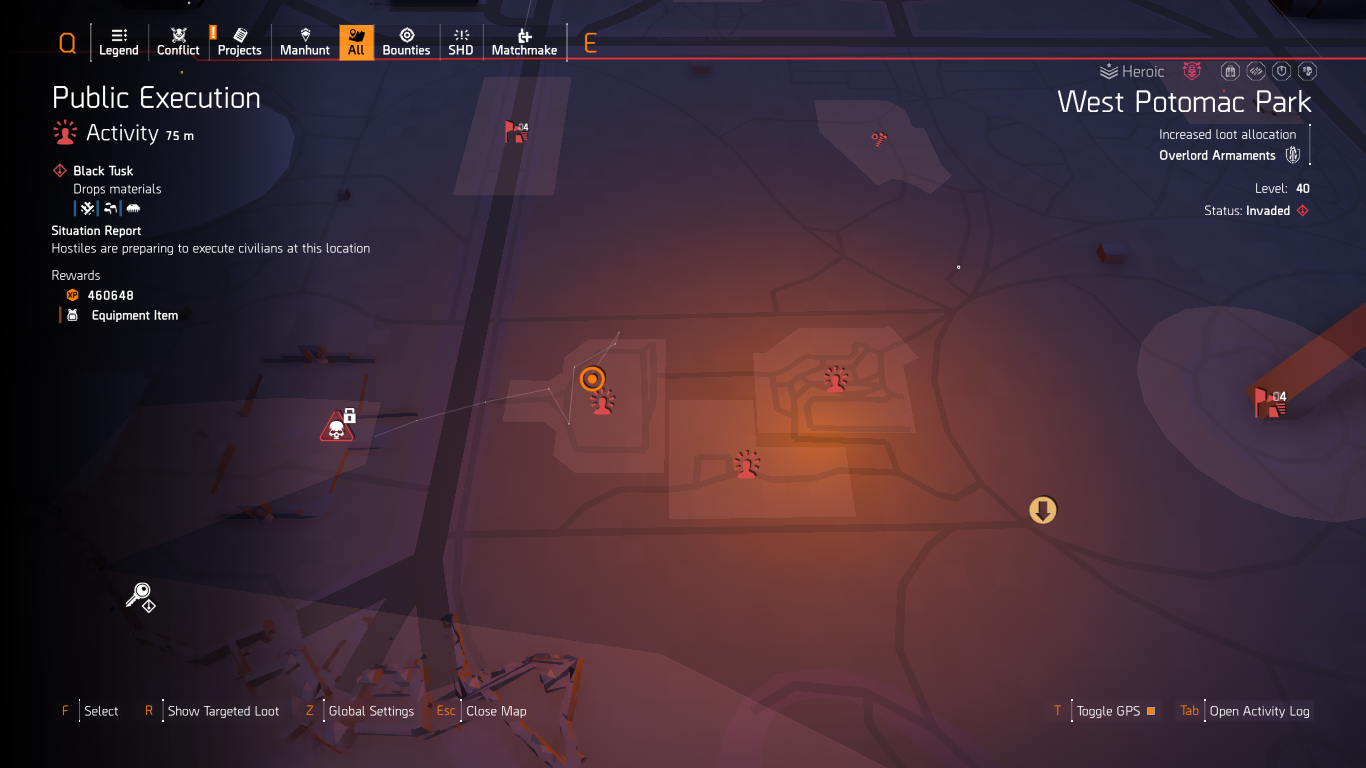 Q
Legend
Conflict
Projects
Manhunt
All
Bounties
SHD
Matchmake
E
Public Execution
Activity 75 m
Black Tusk
Drops materials
Situation Report
Hostiles are preparing to execute civilians at this location
Rewards
XP 460648
Equipment Item
Heroic
West Potomac Park
Increased loot allocation
Overlord Armaments
Level: 40
Status: Invaded
04
04
F Select
R Show Targeted Loot
Z Global Settings
Esc Close Map
T Toggle GPS
Tab Open Activity Log